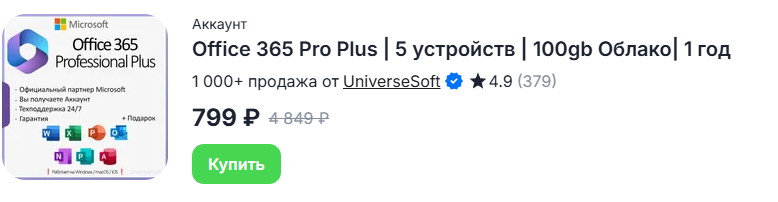 Microsoft
Office 365
Professional Plus
- Официальный партнер Microsoft
- Вы получаете Аккаунт
- Техподдержка 24/7
- Гарантия
+ Подарок
W X P O
N P A
! Работает на Windows / macOS / iOS !
Аккаунт
Office 365 Pro Plus | 5 устройств | 100gb Облако| 1 год
1 000+ продажа от UniverseSoft 4.9 (379)
799 ₽ 4 849 ₽
Купить